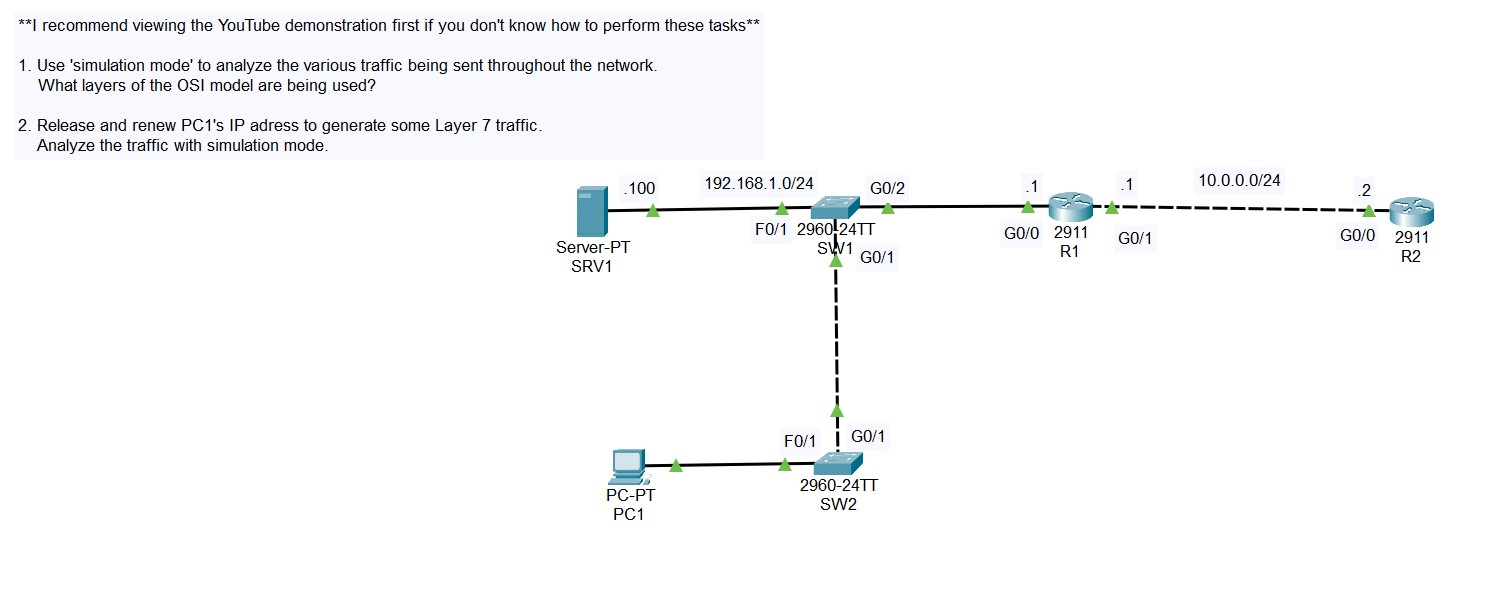 **I recommend viewing the YouTube demonstration first if you don't know how to perform these tasks**
1. Use 'simulation mode' to analyze the various traffic being sent throughout the network.
What layers of the OSI model are being used?
2. Release and renew PC1's IP adress to generate some Layer 7 traffic.
Analyze the traffic with simulation mode.
.100
192.168.1.0/24
G0/2
.1
.1
10.0.0.0/24
.2
F0/1
2960-24TT
SW1
G0/1
G0/0
2911
R1
G0/1
G0/0
2911
R2
Server-PT
SRV1
F0/1
G0/1
2960-24TT
SW2
PC-PT
PC1